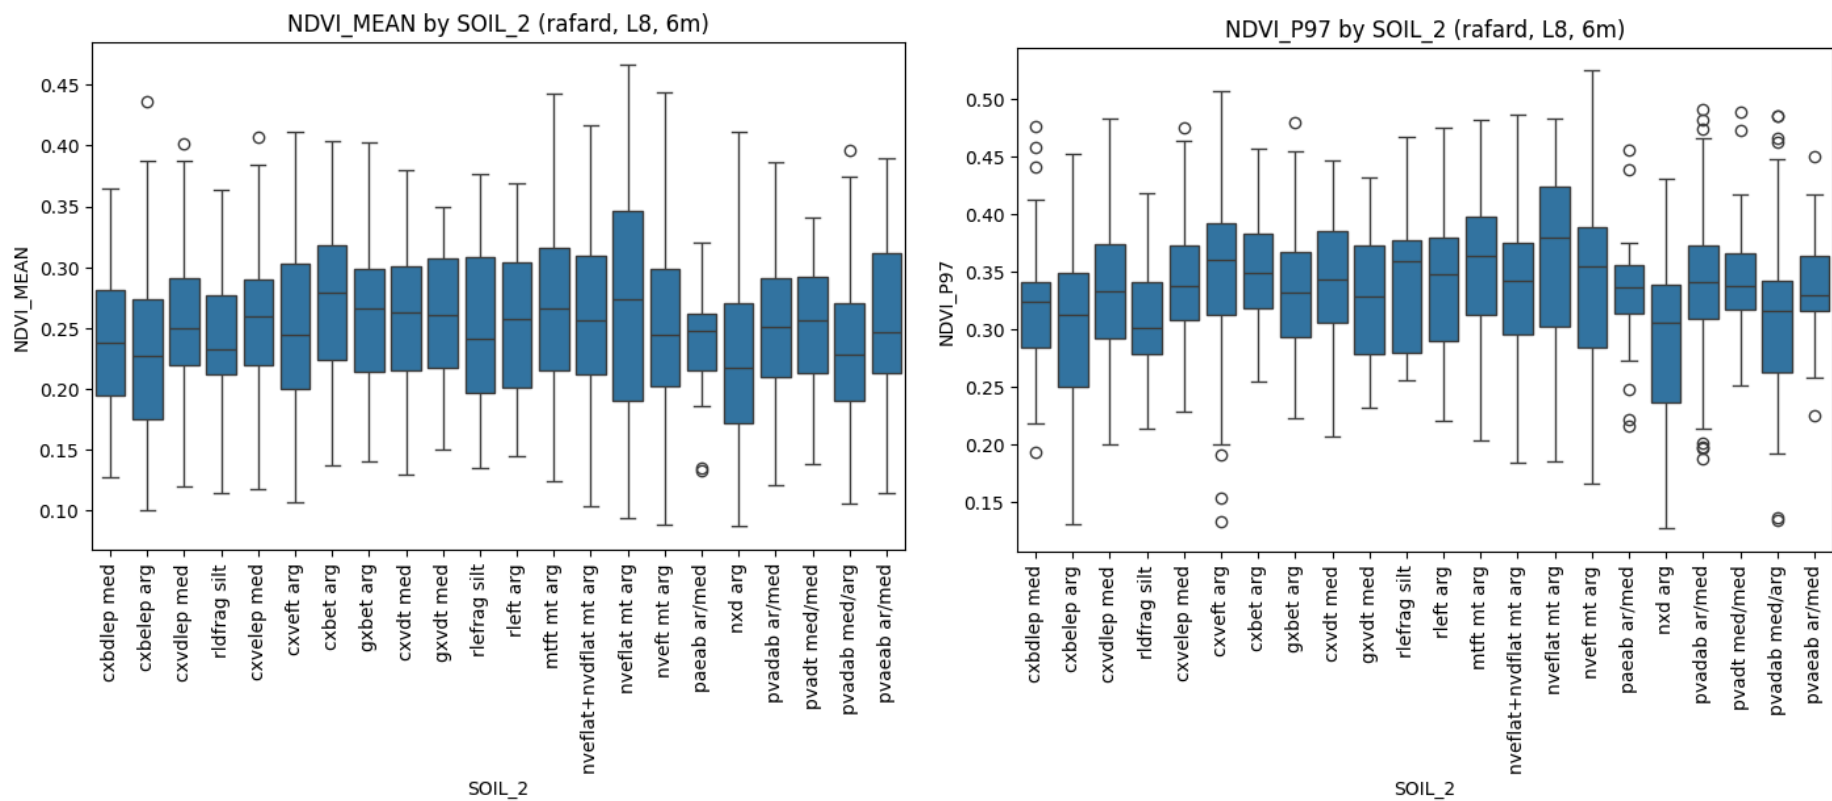 NDVI_MEAN by SOIL_2 (rafard, L8, 6m)
NDVI_MEAN
0.45
0.40
0.35
0.30
0.25
0.20
0.15
0.10
cxbdlep med
cxbelep arg
cxvdlep med
rldfrag silt
cxvelep med
cxveft arg
cxbet arg
gxbet arg
cxvdt med
gxvdt med
rlefrag silt
rleft arg
mtft mt arg
nveflat+nvdflat mt arg
nveflat mt arg
nveft mt arg
paeab ar/med
nxd arg
pvadab ar/med
pvadt med/med
pvadab med/arg
pvaeab ar/med
SOIL_2
NDVI_P97 by SOIL_2 (rafard, L8, 6m)
NDVI_P97
0.50
0.45
0.40
0.35
0.30
0.25
0.20
0.15
cxbdlep med
cxbelep arg
cxvdlep med
rldfrag silt
cxvelep med
cxveft arg
cxbet arg
gxbet arg
cxvdt med
gxvdt med
rlefrag silt
rleft arg
mtft mt arg
nveflat+nvdflat mt arg
nveflat mt arg
nveft mt arg
paeab ar/med
nxd arg
pvadab ar/med
pvadt med/med
pvadab med/arg
pvaeab ar/med
SOIL_2